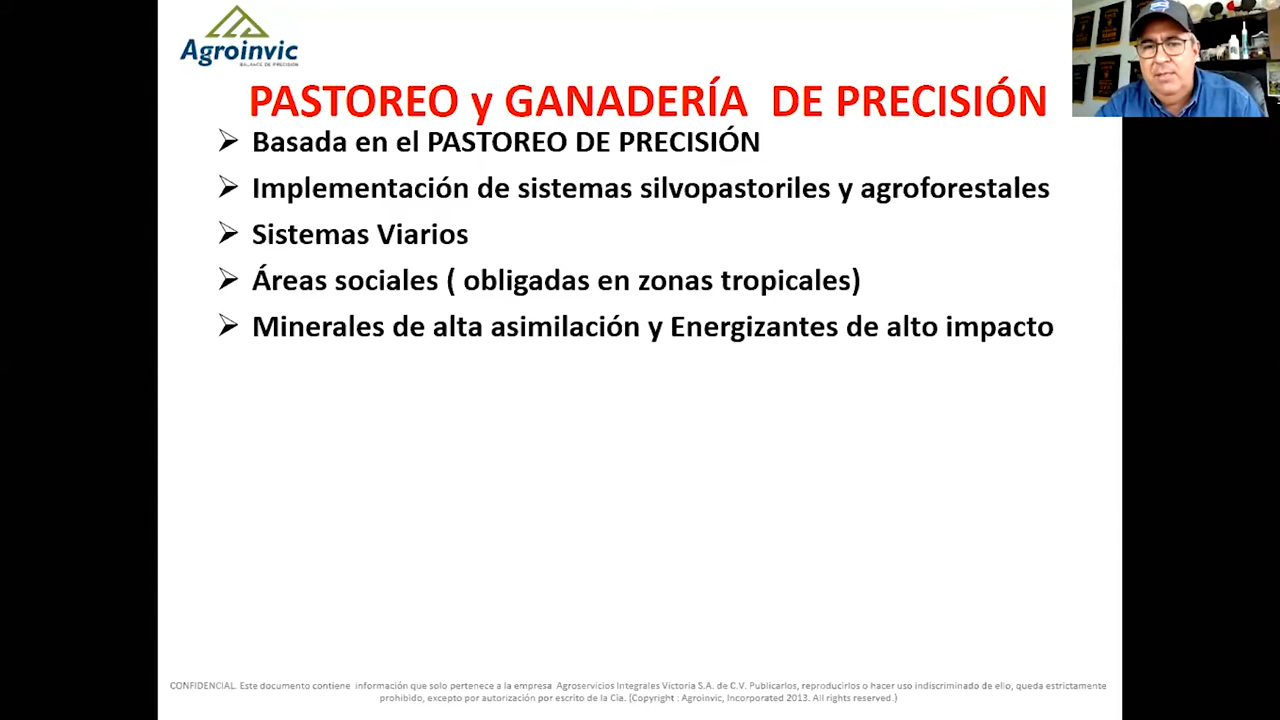 Agroinvic
BALANCE DE PRECISIÓN
PASTOREO y GANADERÍA DE PRECISIÓN
Basada en el PASTOREO DE PRECISIÓN
Implementación de sistemas silvopastoriles y agroforestales
Sistemas Viarios
Áreas sociales ( obligadas en zonas tropicales)
Minerales de alta asimilación y Energizantes de alto impacto
CONFIDENCIAL. Este documento contiene información que solo pertenece a la empresa Agroservicios Integrales Victoria S.A. de C.V. Publicarlos, reproducirlos o hacer uso indiscriminado de ello, queda estrictamente
prohibido, excepto por autorización por escrito de la Cia. (Copyright : Agroinvic, Incorporated 2013. All rights reserved.)